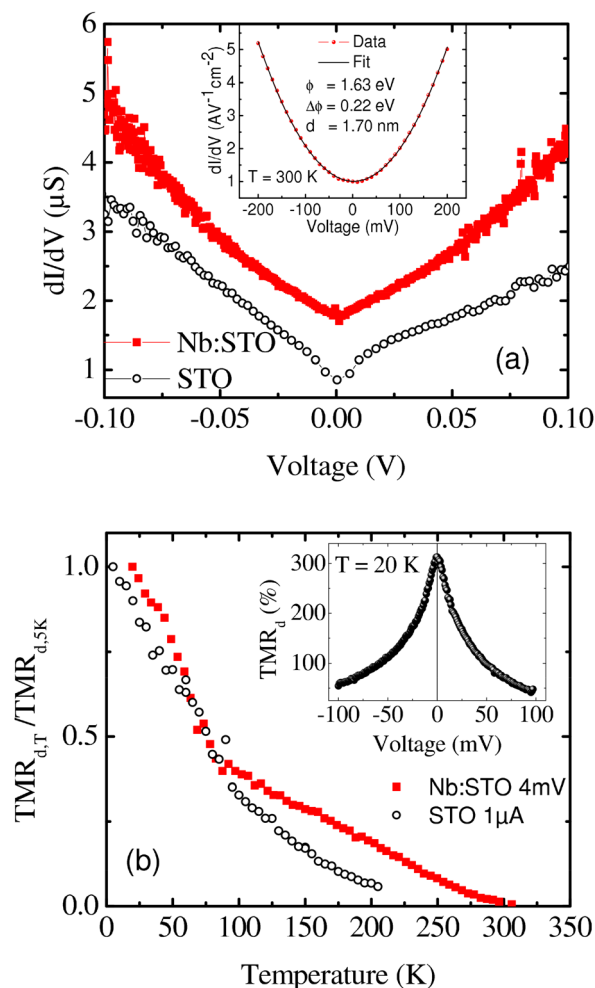 6
5
4
3
2
1
dI/dV (µS)
-0.10
-0.05
0.00
0.05
0.10
Voltage (V)
Nb:STO
STO
(a)
5
4
3
2
1
dI/dV (AV⁻¹cm⁻²)
Data
Fit
ϕ = 1.63 eV
Δϕ = 0.22 eV
d = 1.70 nm
T = 300 K
-200
-100
0
100
200
Voltage (mV)
1.0
0.5
0.0
TMR_d,T /TMR_d,5K
0
50
100
150
200
250
300
350
Temperature (K)
(b)
Nb:STO 4mV
STO 1µA
T = 20 K
300
200
100
TMR_d (%)
-100
-50
0
50
100
Voltage (mV)